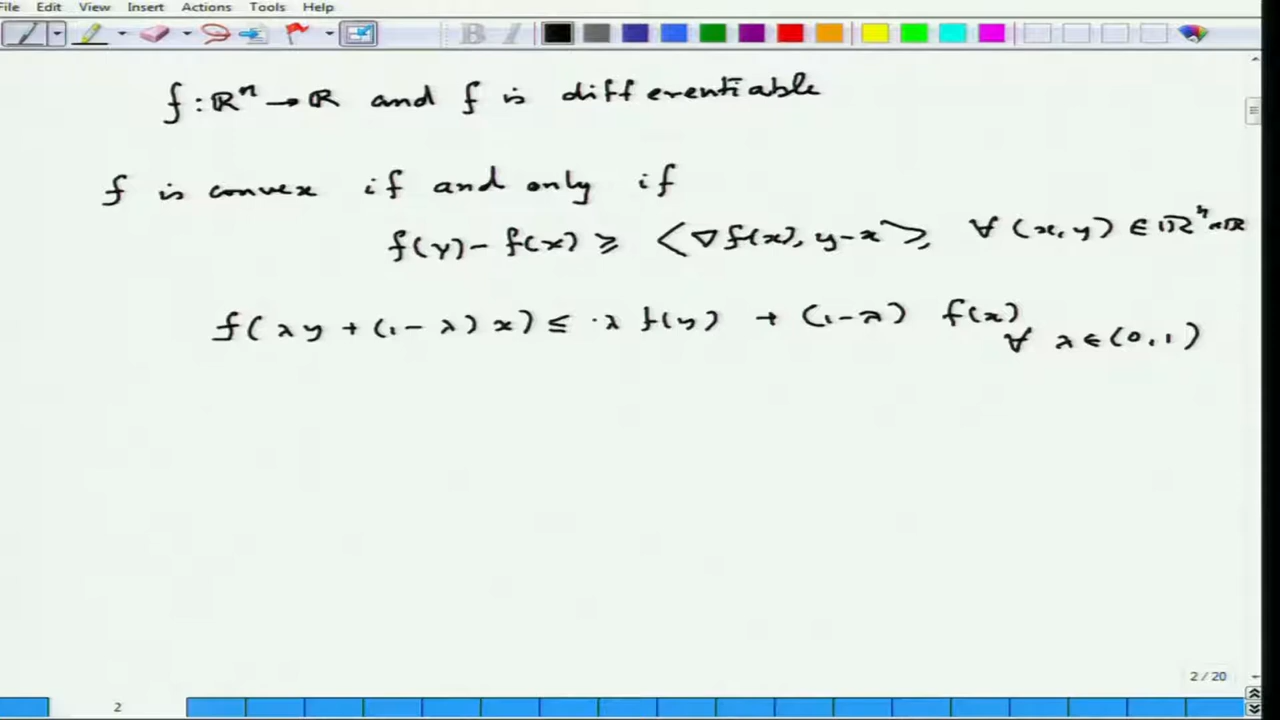 File Edit View Insert Actions Tools Help
f : ℝⁿ → ℝ and f is differentiable
f is convex if and only if
f(y) - f(x) ≥ ⟨∇f(x), y-x⟩, ∀ (x, y) ∈ ℝⁿ × ℝ
f(λy + (1-λ)x) ≤ λ f(y) + (1-λ) f(x)
∀ λ ∈ (0, 1)
2 / 20
2